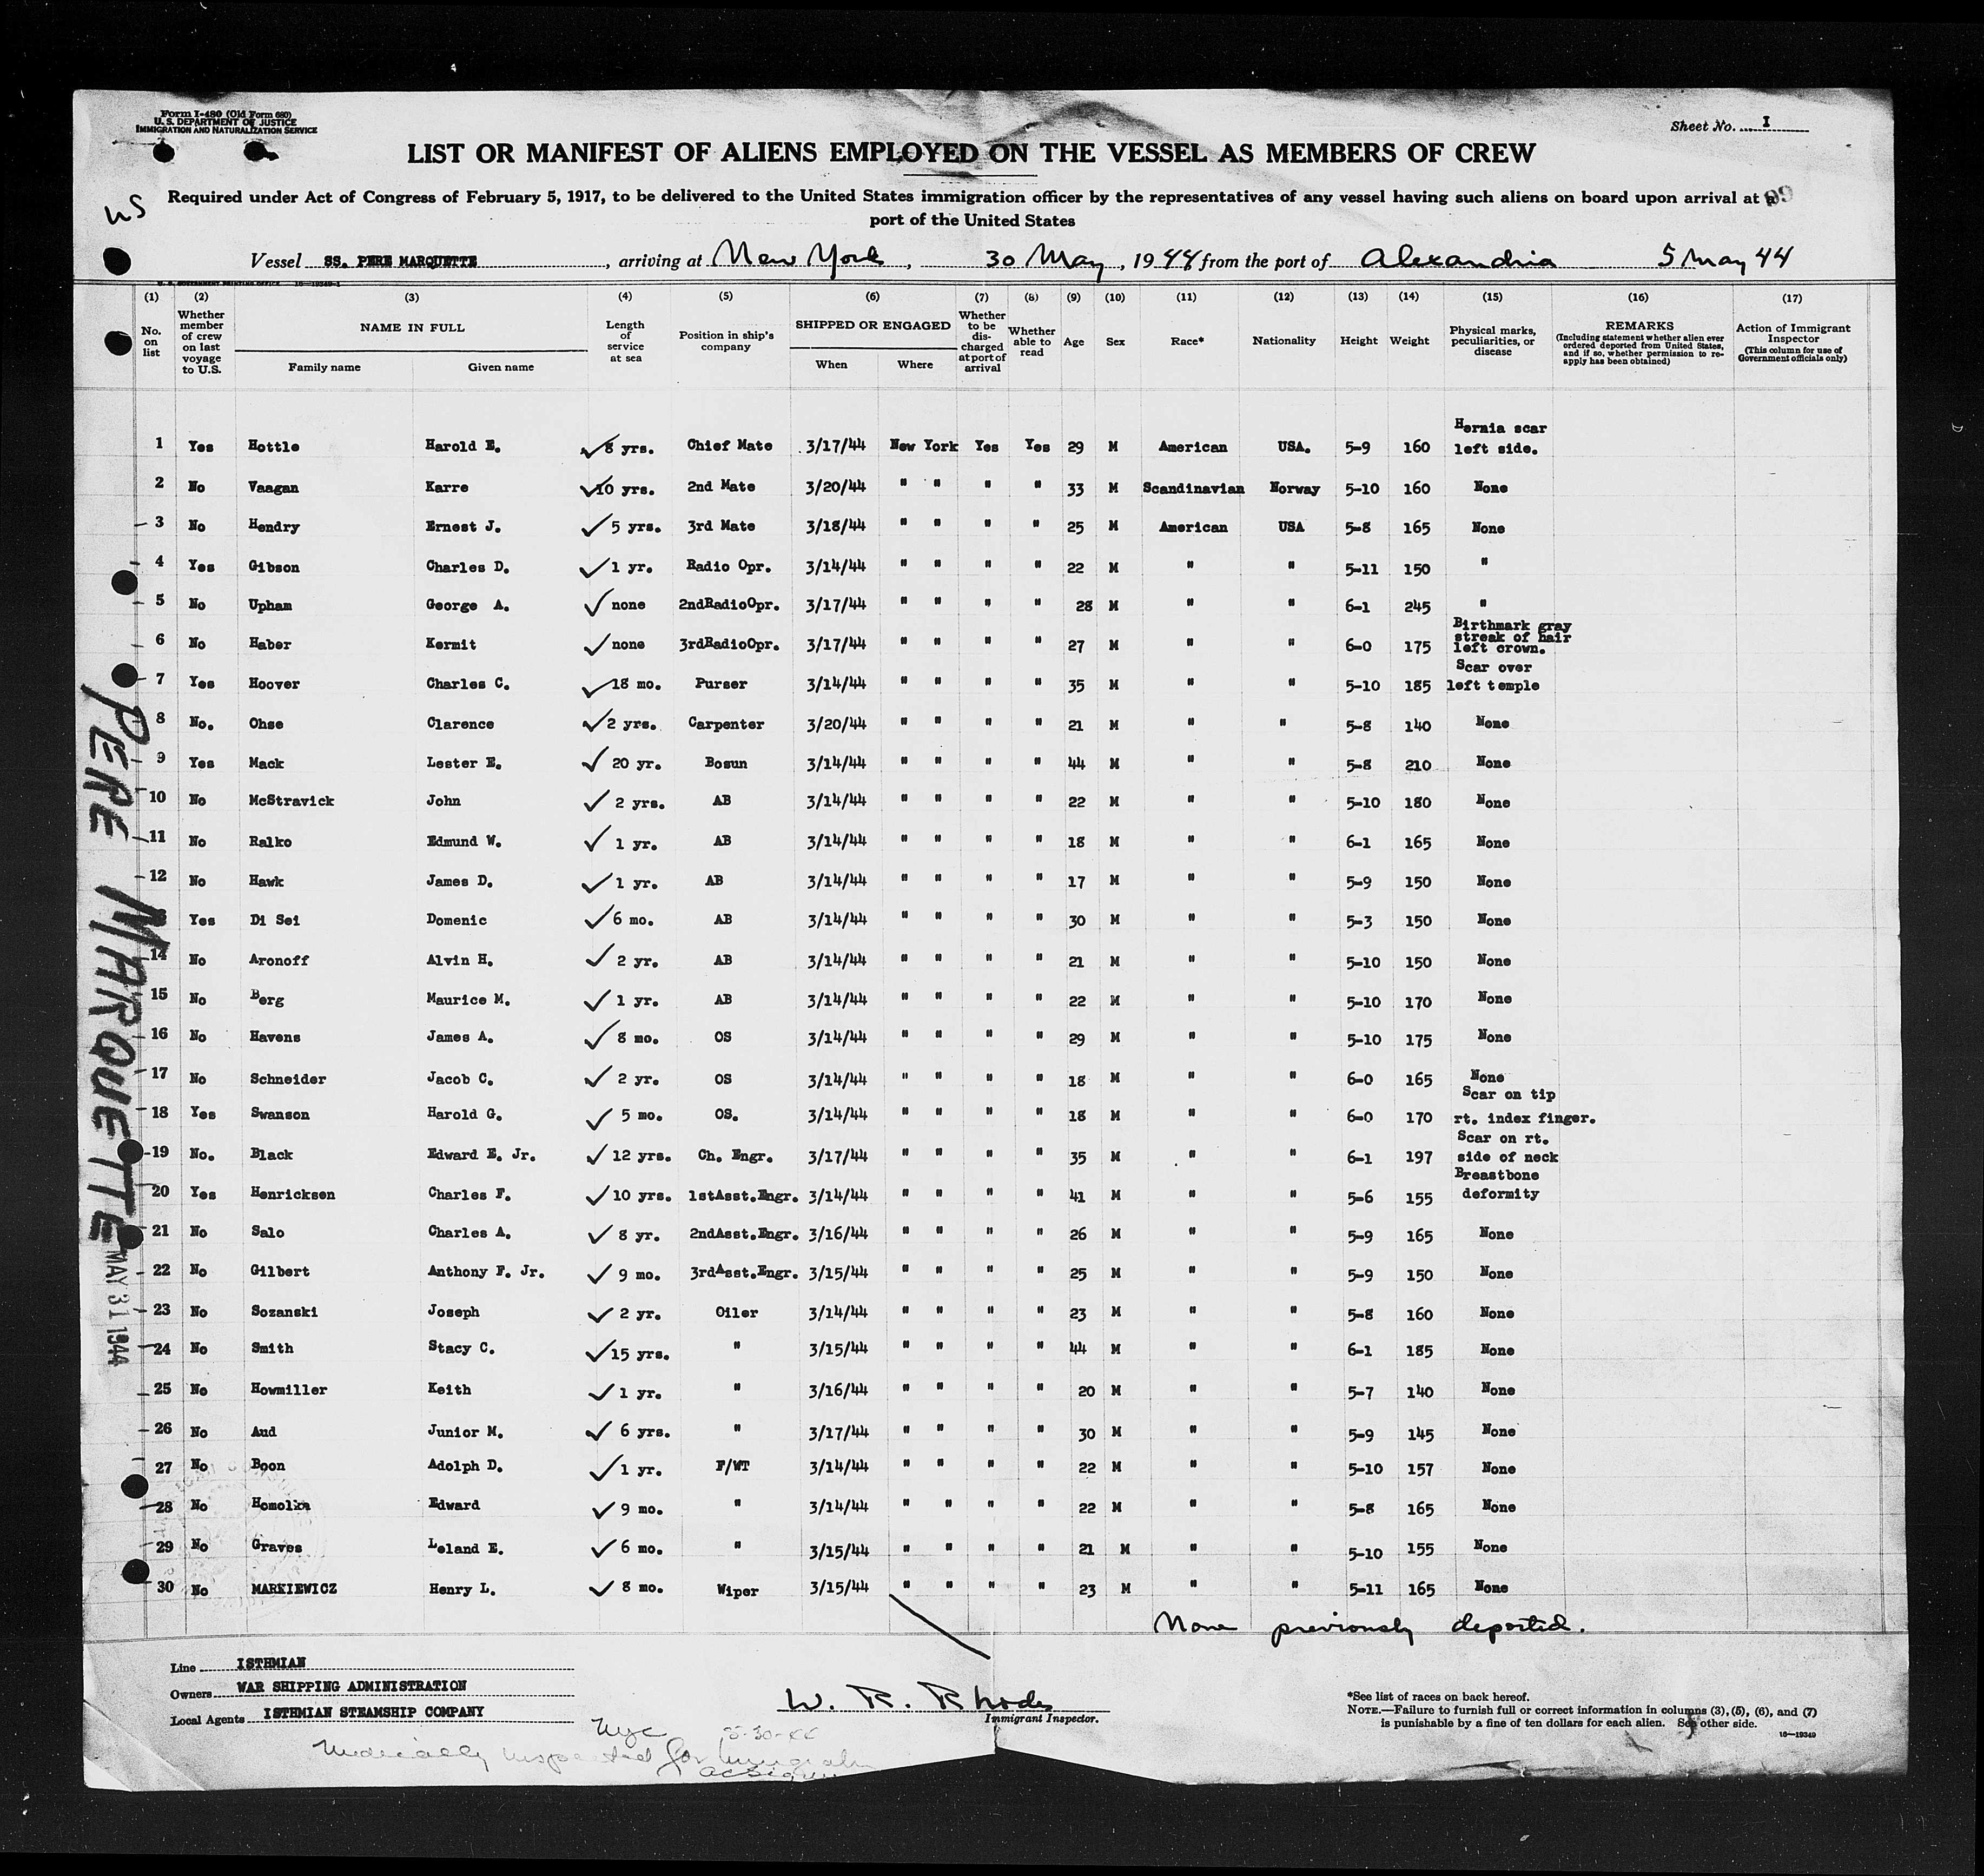 Form I-480 (Old Form 680)
U. S. DEPARTMENT OF JUSTICE
IMMIGRATION AND NATURALIZATION SERVICE
Sheet No. I
LIST OR MANIFEST OF ALIENS EMPLOYED ON THE VESSEL AS MEMBERS OF CREW
Required under Act of Congress of February 5, 1917, to be delivered to the United States immigration officer by the representatives of any vessel having such aliens on board upon arrival at a
99
port of the United States
US
Vessel SS. PERE MARQUETTE, arriving at New York, 30 May, 1944 from the port of Alexandria 5 May 44
(1) (2) (3) (4) (5) (6) (7) (8) (9) (10) (11) (12) (13) (14) (15) (16) (17)
No. on list
Whether member of crew on last voyage to U.S.
NAME IN FULL
Family name Given name
Length of service at sea
Position in ship's company
SHIPPED OR ENGAGED
When Where
Whether to be discharged at port of arrival
Whether able to read
Age Sex Race* Nationality Height Weight
Physical marks, peculiarities, or disease
REMARKS
(Including statement whether alien ever ordered deported from United States, and if so, whether permission to reapply has been obtained)
Action of Immigrant Inspector
(This column for use of Government officials only)
1 Yes Hottle Harold E. 8 yrs. Chief Mate 3/17/44 New York Yes Yes 29 M American USA. 5-9 160 Hernia scar left side.
2 No Vaagan Karre 10 yrs. 2nd Mate 3/20/44 " " " " 33 M Scandinavian Norway 5-10 160 None
3 No Hendry Ernest J. 5 yrs. 3rd Mate 3/18/44 " " " " 25 M American USA 5-8 165 None
4 Yes Gibson Charles D. 1 yr. Radio Opr. 3/14/44 " " " " 22 M " " 5-11 150 "
5 No Upham George A. none 2ndRadioOpr. 3/17/44 " " " " 28 M " " 6-1 245 "
6 No Haber Kermit none 3rdRadioOpr. 3/17/44 " " " " 27 M " " 6-0 175 Birthmark gray streak of hair left crown.
7 Yes Hoover Charles C. 18 mo. Purser 3/14/44 " " " " 35 M " " 5-10 185 Scar over left temple
8 No. Ohse Clarence 2 yrs. Carpenter 3/20/44 " " " " 21 M " " 5-8 140 None
9 Yes Mack Lester E. 20 yr. Bosun 3/14/44 " " " " 44 M " " 5-8 210 None
10 No McStravick John 2 yrs. AB 3/14/44 " " " " 22 M " " 5-10 180 None
11 No Ralko Edmund W. 1 yr. AB 3/14/44 " " " " 18 M " " 6-1 165 None
12 No Hawk James D. 1 yr. AB 3/14/44 " " " " 17 M " " 5-9 150 None
Yes Di Sei Domenic 6 mo. AB 3/14/44 " " " " 30 M " " 5-3 150 None
14 No Aronoff Alvin H. 2 yr. AB 3/14/44 " " " " 21 M " " 5-10 150 None
15 No Berg Maurice M. 1 yr. AB 3/14/44 " " " " 22 M " " 5-10 170 None
16 No Havens James A. 8 mo. OS 3/14/44 " " " " 29 M " " 5-10 175 None
17 No Schneider Jacob C. 2 yr. OS 3/14/44 " " " " 18 M " " 6-0 165 None
18 Yes Swanson Harold G. 5 mo. OS. 3/14/44 " " " " 18 M " " 6-0 170 Scar on tip rt. index finger.
19 No. Black Edward E. Jr. 12 yrs. Ch. Engr. 3/17/44 " " " " 35 M " " 6-1 197 Scar on rt. side of neck
20 Yes Henricksen Charles F. 10 yrs. 1stAsst.Engr. 3/14/44 " " " " 41 M " " 5-6 155 Breastbone deformity
21 No Salo Charles A. 8 yr. 2ndAsst.Engr. 3/16/44 " " " " 26 M " " 5-9 165 None
22 No Gilbert Anthony F. Jr. 9 mo. 3rdAsst.Engr. 3/15/44 " " " " 25 M " " 5-9 150 None
23 No Sozanski Joseph 2 yr. Oiler 3/14/44 " " " " 23 M " " 5-8 160 None
24 No Smith Stacy C. 15 yrs. " 3/15/44 " " " " 44 M " " 6-1 185 None
25 No Howmiller Keith 1 yr. " 3/16/44 " " " " 20 M " " 5-7 140 None
26 No Aud Junior M. 6 yrs. " 3/17/44 " " " " 30 M " " 5-9 145 None
27 No Boon Adolph D. 1 yr. F/WT 3/14/44 " " " " 22 M " " 5-10 157 None
28 No Homolka Edward 9 mo. " 3/14/44 " " " " 22 M " " 5-8 165 None
29 No Graves Leland E. 6 mo. " 3/15/44 " " " " 21 M " " 5-10 155 None
30 No MARKIEWICZ Henry L. 8 mo. Wiper 3/15/44 " " " " 23 M " " 5-11 165 None
None previously deported.
PERE MARQUETTE
MAY 31 1944
Line ISTHMIAN
Owners WAR SHIPPING ADMINISTRATION
Local Agents ISTHMIAN STEAMSHIP COMPANY
W. R. Rhodes
Immigrant Inspector.
*See list of races on back hereof.
NOTE.—Failure to furnish full or correct information in columns (3), (5), (6), and (7)
is punishable by a fine of ten dollars for each alien. See other side.
16—19349
NYC 5-30-44
Medically inspected for